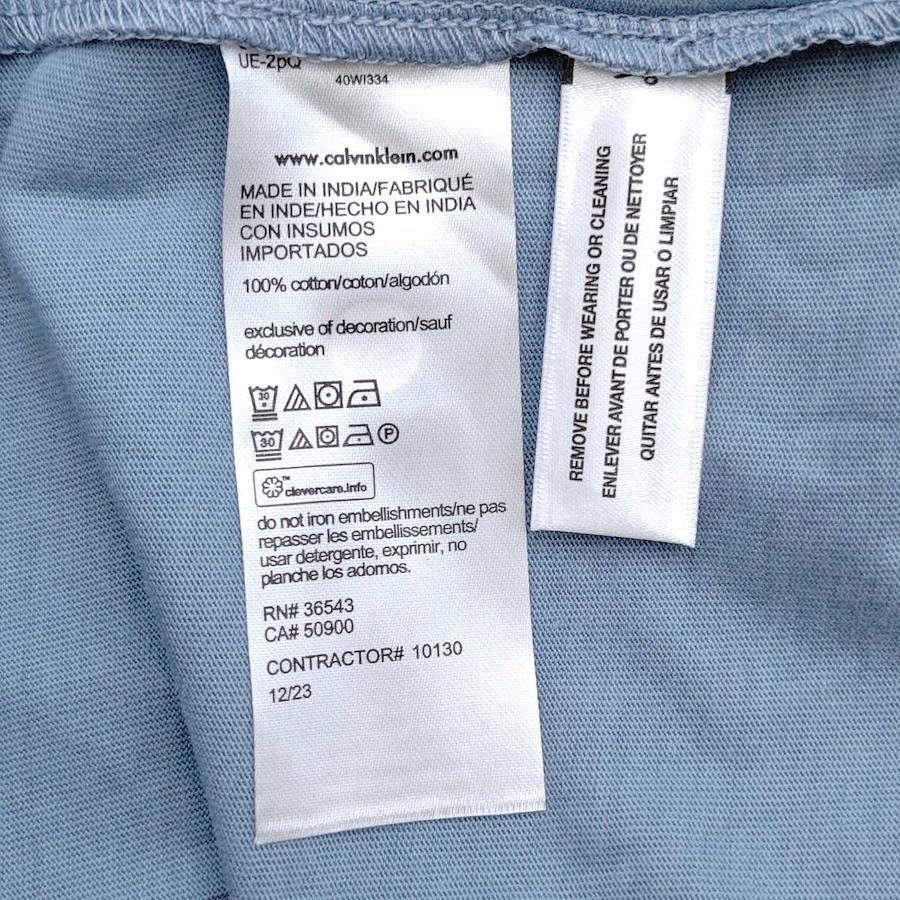 UE-2pQ
40WI334
www.calvinklein.com
MADE IN INDIA/FABRIQUÉ
EN INDE/HECHO EN INDIA
CON INSUMOS
IMPORTADOS
100% cotton/coton/algodón
exclusive of decoration/sauf
décoration
30
30 P
clevercare.info
do not iron embellishments/ne pas
repasser les embellissements/
usar detergente, exprimir, no
planche los adornos.
RN# 36543
CA# 50900
CONTRACTOR# 10130
12/23
REMOVE BEFORE WEARING OR CLEANING
ENLEVER AVANT DE PORTER OU DE NETTOYER
QUITAR ANTES DE USAR O LIMPIAR